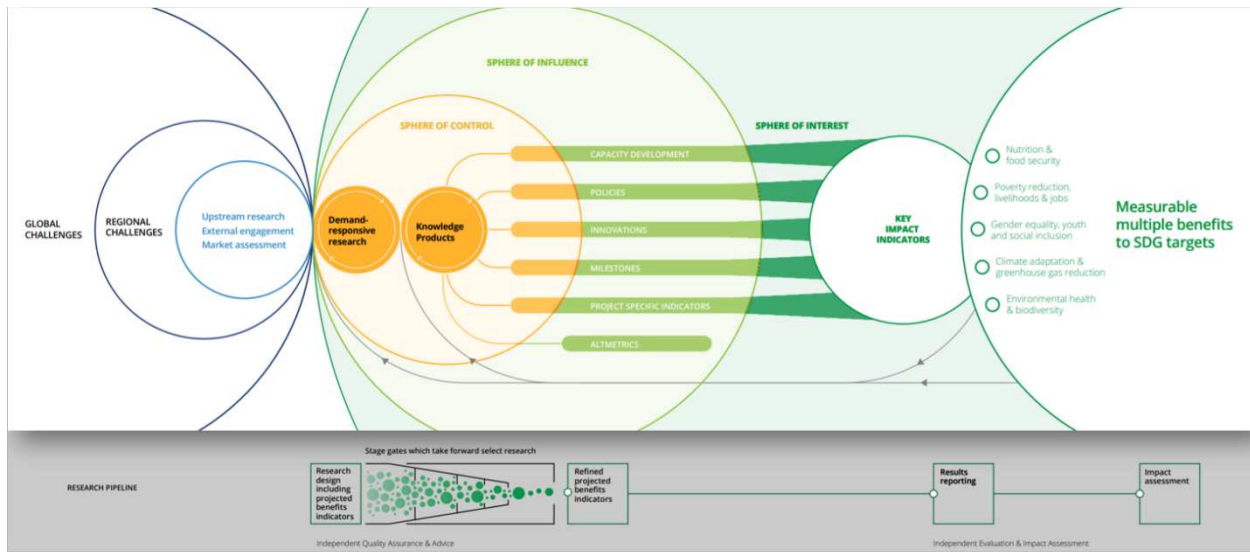 SPHERE OF INFLUENCE
SPHERE OF CONTROL
SPHERE OF INTEREST
GLOBAL
CHALLENGES
REGIONAL
CHALLENGES
Upstream research
External engagement
Market assessment
Demand-
responsive
research
Knowledge
Products
CAPACITY DEVELOPMENT
POLICIES
INNOVATIONS
MILESTONES
PROJECT SPECIFIC INDICATORS
ALTMETRICS
KEY
IMPACT
INDICATORS
Nutrition &
food security
Poverty reduction,
livelihoods & jobs
Gender equality, youth
and social inclusion
Climate adaptation &
greenhouse gas reduction
Environmental health
& biodiversity
Measurable
multiple benefits
to SDG targets
RESEARCH PIPELINE
Stage gates which take forward select research
Research
design
including
projected
benefits
indicators
Refined
projected
benefits
indicators
Results
reporting
Impact
assessment
Independent Quality Assurance & Advice
Independent Evaluation & Impact Assessment